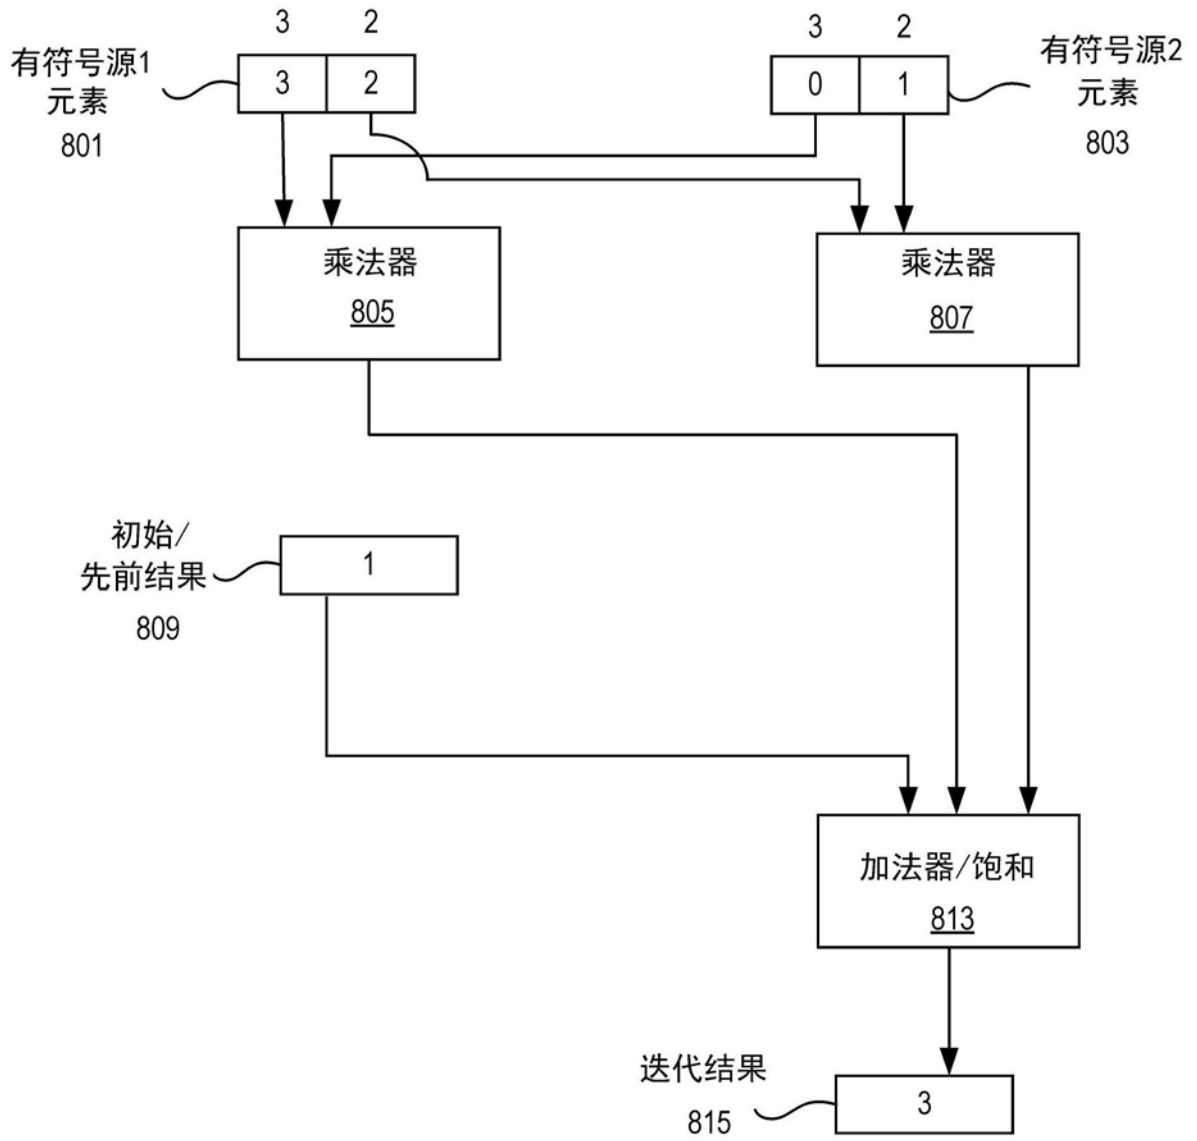 3 2
3 2
有符号源1
元素
801
3 2
0 1
有符号源2
元素
803
乘法器
805
乘法器
807
初始/
先前结果
809
1
加法器/饱和
813
迭代结果
815
3